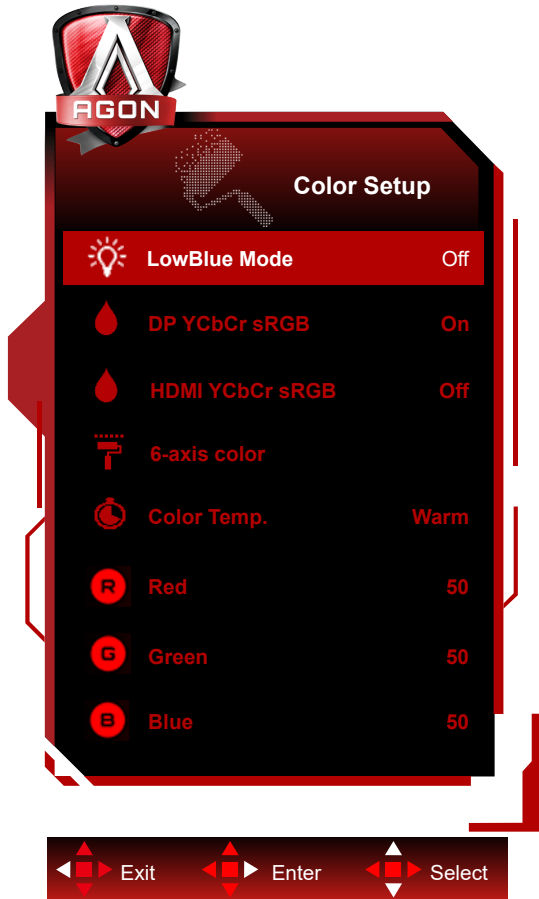 AGON
Color Setup
LowBlue Mode Off
DP YCbCr sRGB On
HDMI YCbCr sRGB Off
6-axis color
Color Temp. Warm
R Red 50
G Green 50
B Blue 50
Exit Enter Select